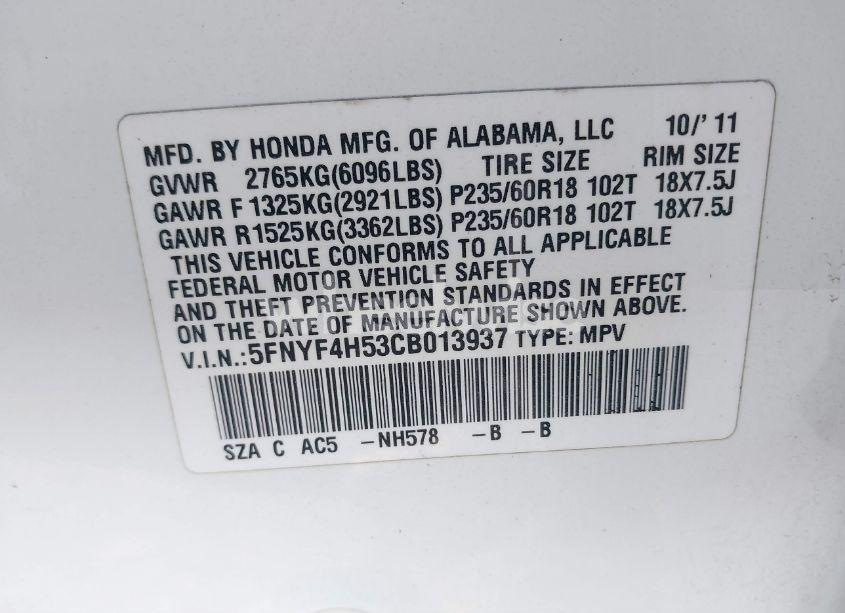 MFD. BY HONDA MFG. OF ALABAMA, LLC 10/' 11
GVWR 2765KG(6096LBS) TIRE SIZE RIM SIZE
GAWR F 1325KG(2921LBS) P235/60R18 102T 18X7.5J
GAWR R1525KG(3362LBS) P235/60R18 102T 18X7.5J
THIS VEHICLE CONFORMS TO ALL APPLICABLE
FEDERAL MOTOR VEHICLE SAFETY
AND THEFT PREVENTION STANDARDS IN EFFECT
ON THE DATE OF MANUFACTURE SHOWN ABOVE.
V.I.N.:5FNYF4H53CB013937 TYPE: MPV
SZA C AC5 -NH578 -B -B